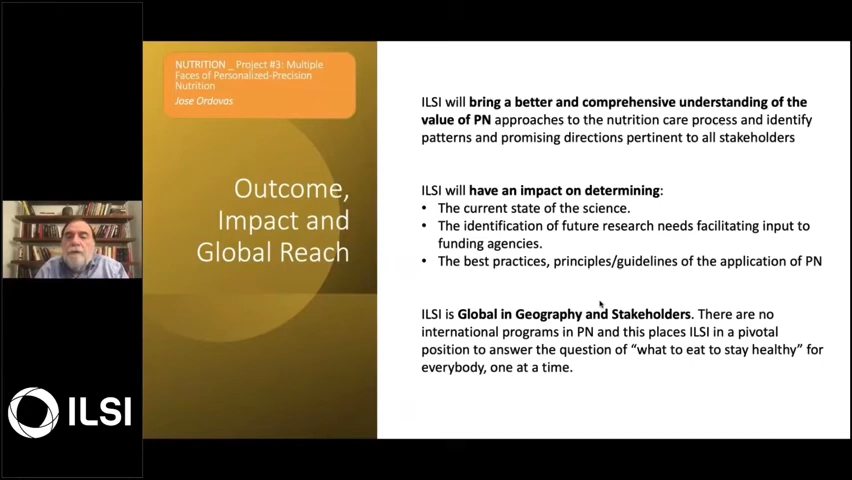 NUTRITION _ Project #3: Multiple
Faces of Personalized-Precision
Nutrition
Jose Ordovas
Outcome,
Impact and
Global Reach
ILSI will bring a better and comprehensive understanding of the
value of PN approaches to the nutrition care process and identify
patterns and promising directions pertinent to all stakeholders
ILSI will have an impact on determining:
• The current state of the science.
• The identification of future research needs facilitating input to
funding agencies.
• The best practices, principles/guidelines of the application of PN
ILSI is Global in Geography and Stakeholders. There are no
international programs in PN and this places ILSI in a pivotal
position to answer the question of “what to eat to stay healthy” for
everybody, one at a time.
ILSI